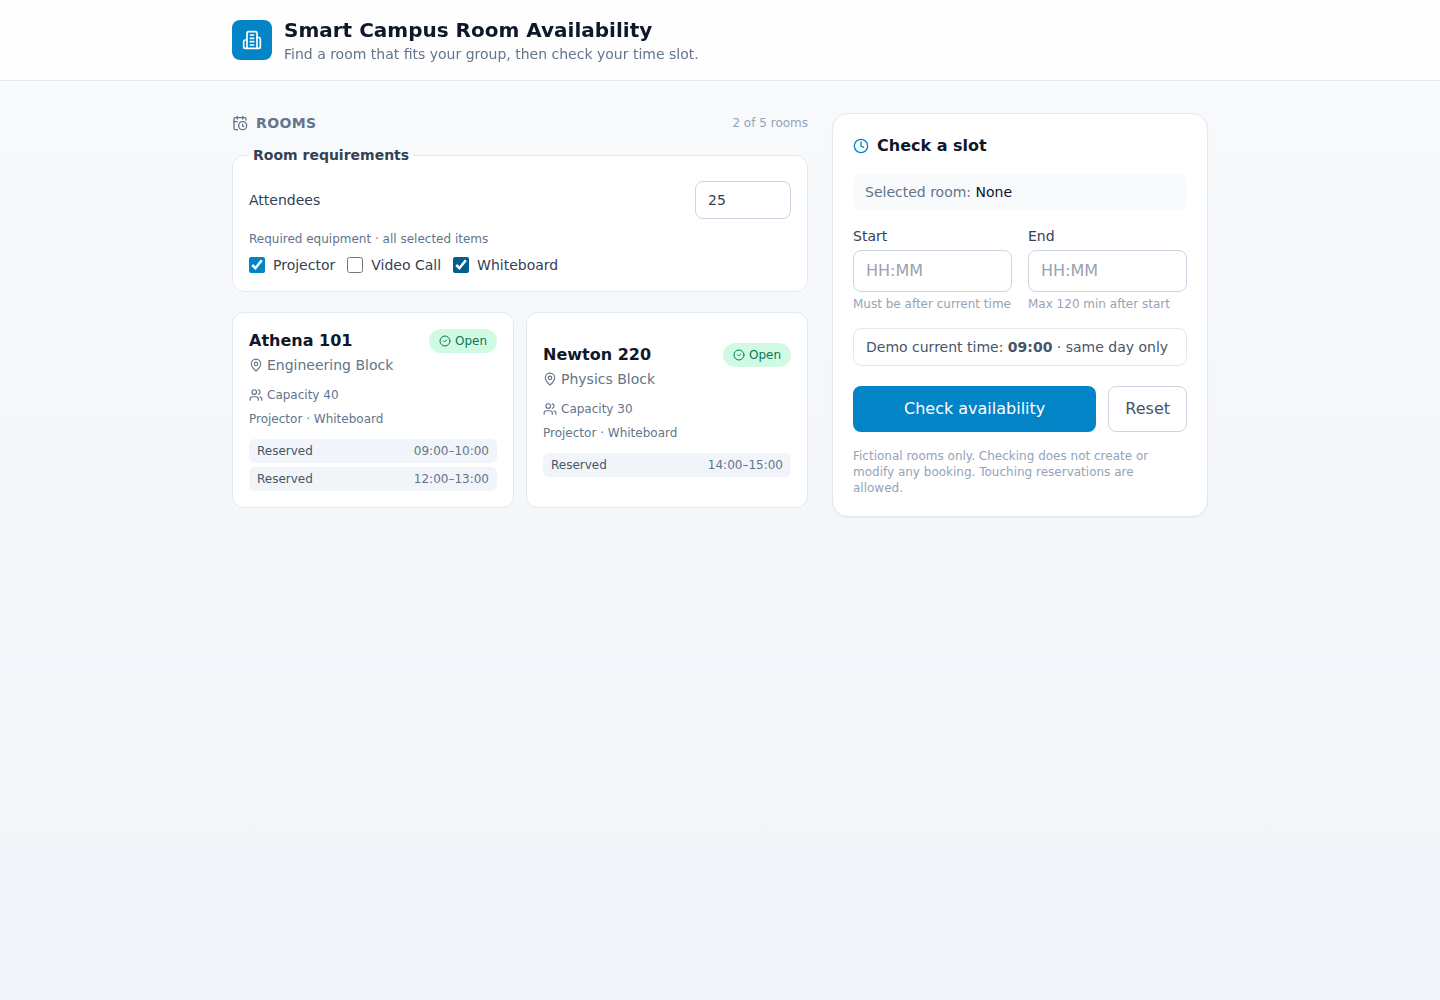 Smart Campus Room Availability
Find a room that fits your group, then check your time slot.
ROOMS
2 of 5 rooms
Room requirements
Attendees
25
Required equipment · all selected items
Projector
Video Call
Whiteboard
Athena 101
Open
Engineering Block
Capacity 40
Projector · Whiteboard
Reserved 09:00–10:00
Reserved 12:00–13:00
Newton 220
Open
Physics Block
Capacity 30
Projector · Whiteboard
Reserved 14:00–15:00
Check a slot
Selected room: None
Start
HH:MM
Must be after current time
End
HH:MM
Max 120 min after start
Demo current time: 09:00 · same day only
Check availability
Reset
Fictional rooms only. Checking does not create or
modify any booking. Touching reservations are
allowed.